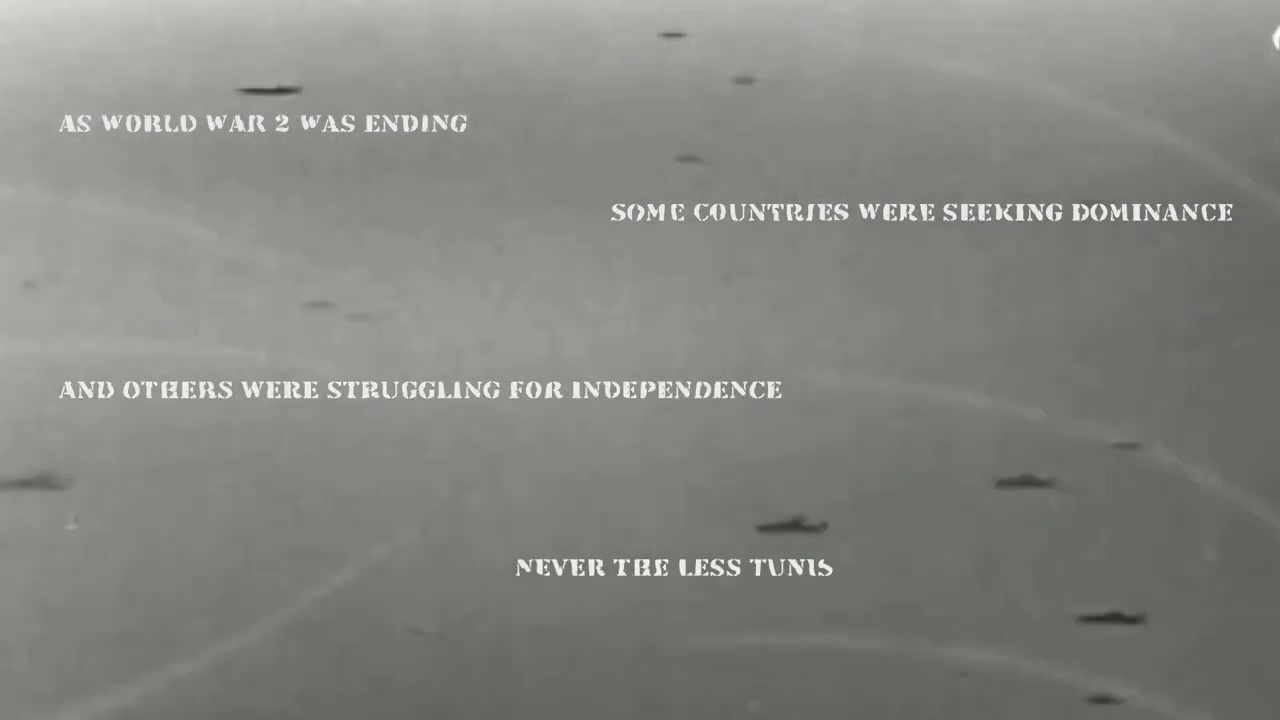 AS WORLD WAR 2 WAS ENDING
SOME COUNTRIES WERE SEEKING DOMINANCE
AND OTHERS WERE STRUGGLING FOR INDEPENDENCE
NEVER THE LESS TUNIS